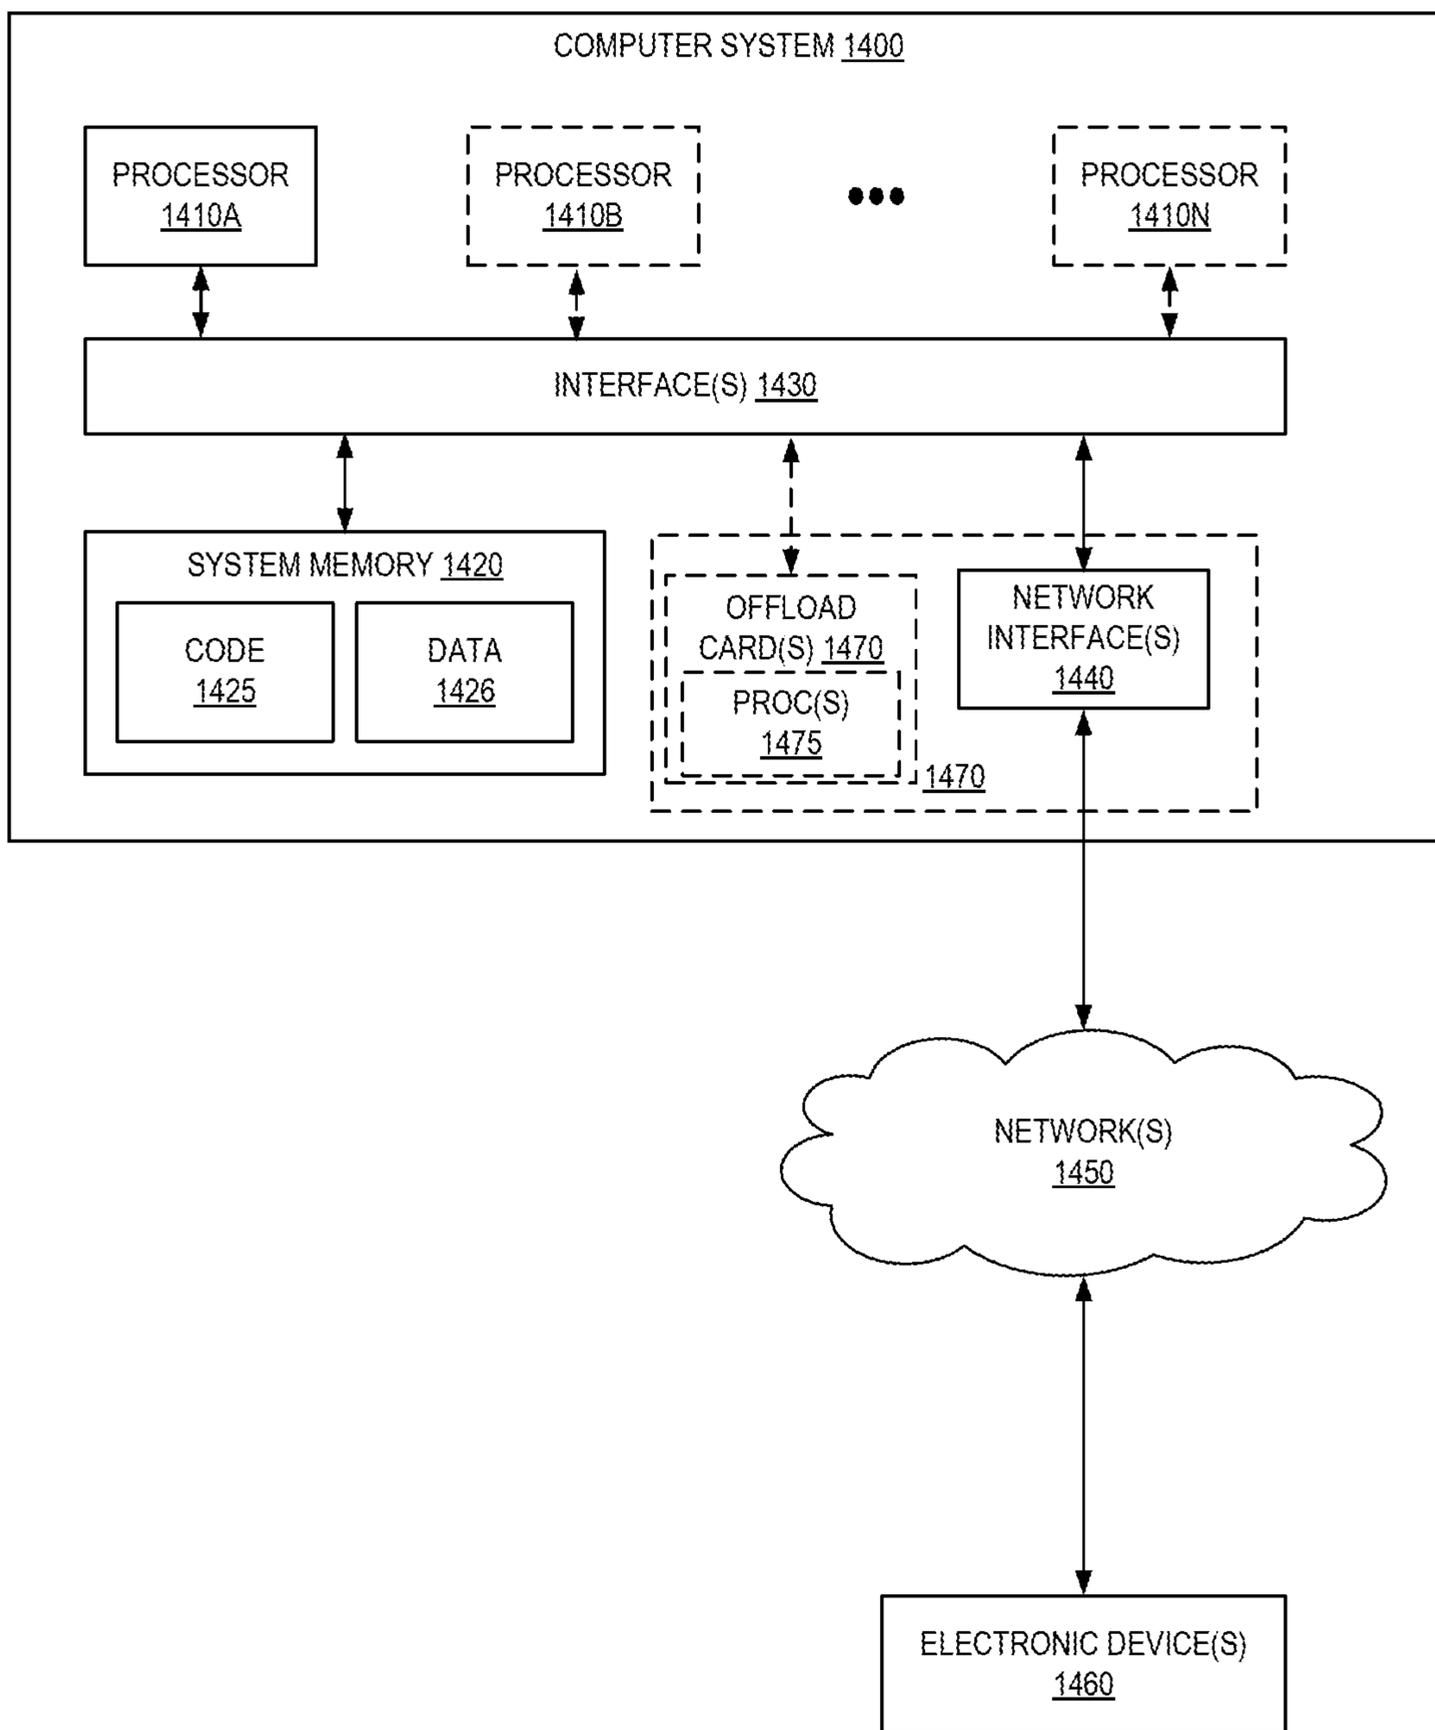 COMPUTER SYSTEM 1400
PROCESSOR
1410A
PROCESSOR
1410B
PROCESSOR
1410N
INTERFACE(S) 1430
SYSTEM MEMORY 1420
CODE
1425
DATA
1426
OFFLOAD
CARD(S) 1470
PROC(S)
1475
1470
NETWORK
INTERFACE(S)
1440
NETWORK(S)
1450
ELECTRONIC DEVICE(S)
1460